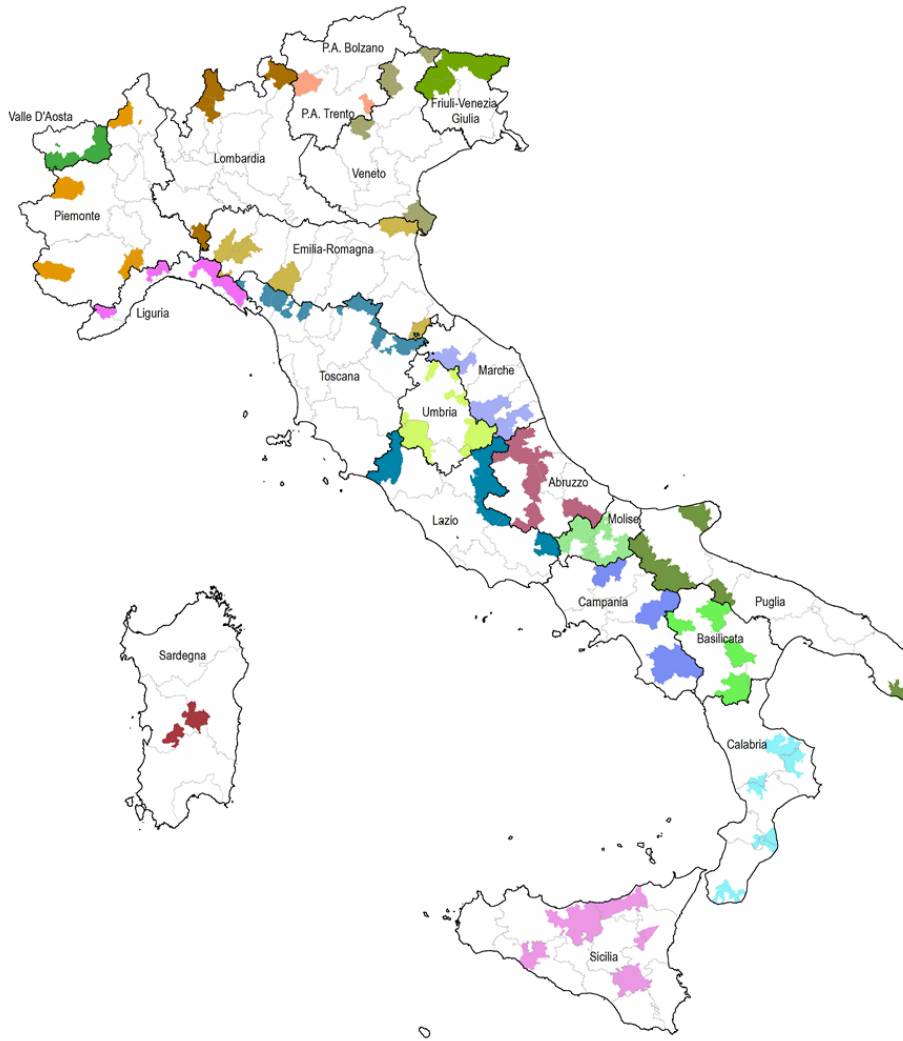 P.A. Bolzano
Valle D'Aosta
P.A. Trento
Friuli-Venezia
Giulia
Lombardia
Veneto
Piemonte
Emilia-Romagna
Liguria
Toscana
Marche
Umbria
Abruzzo
Lazio
Molise
Campania
Puglia
Basilicata
Sardegna
Calabria
Sicilia